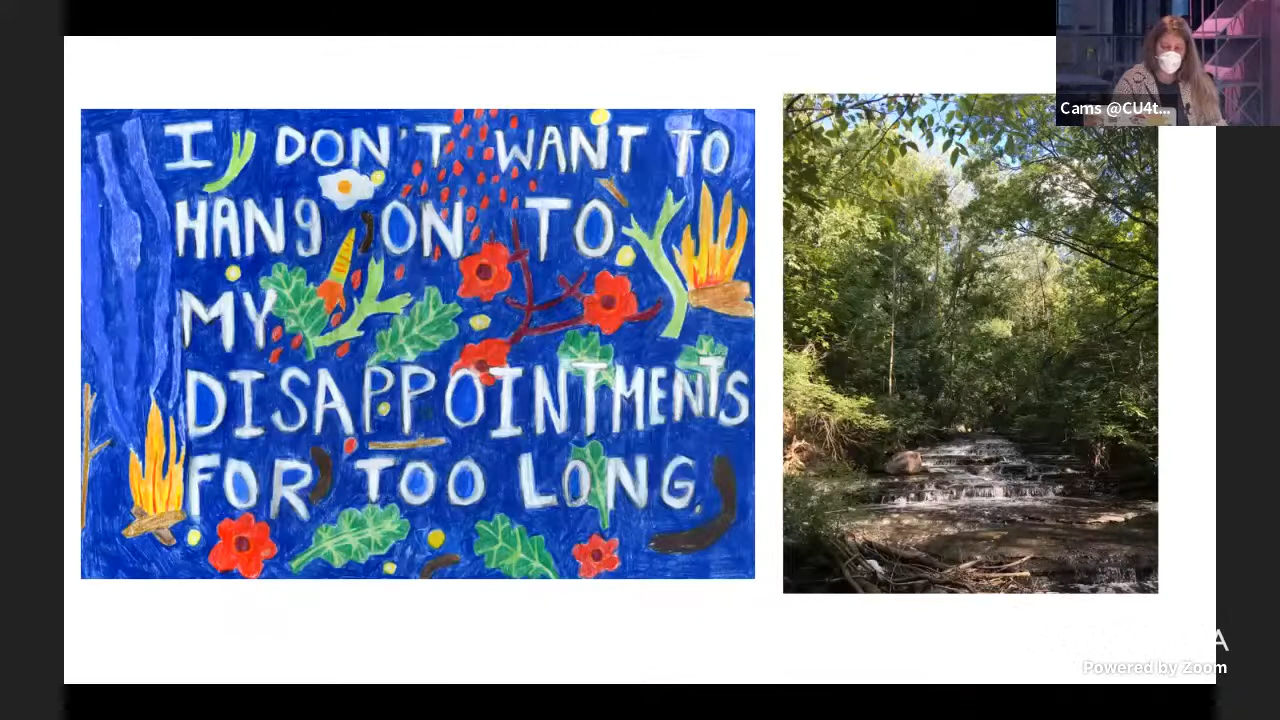 Cams @CU4t...
I DON'T WANT TO
HANG ON TO
MY
DISAPPOINTMENTS
FOR TOO LONG.
A
Powered by Zoom